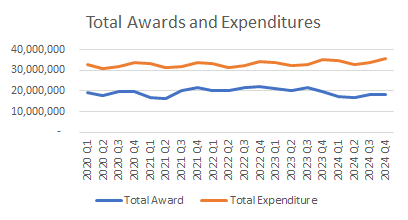 Total Awards and Expenditures
40,000,000
30,000,000
20,000,000
10,000,000
-
2020 Q1
2020 Q2
2020 Q3
2020 Q4
2021 Q1
2021 Q2
2021 Q3
2021 Q4
2022 Q1
2022 Q2
2022 Q3
2022 Q4
2023 Q1
2023 Q2
2023 Q3
2023 Q4
2024 Q1
2024 Q2
2024 Q3
2024 Q4
Total Award
Total Expenditure